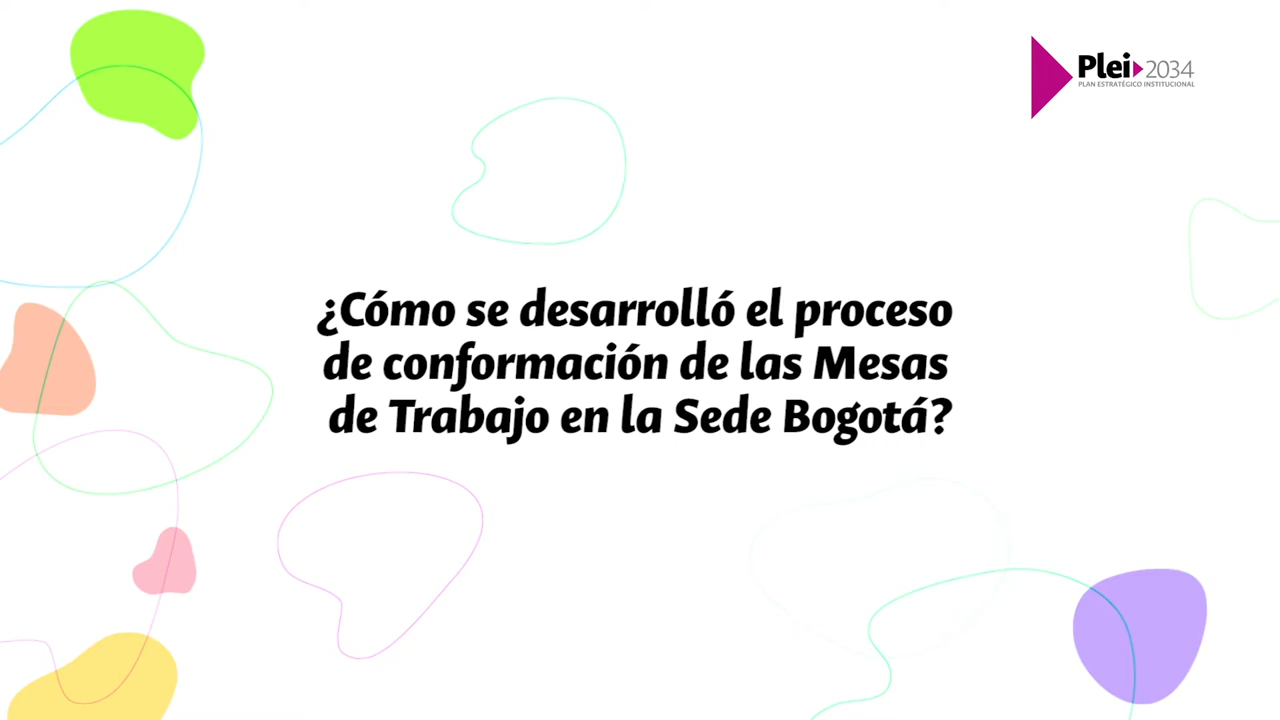 Plei 2034
PLAN ESTRATÉGICO INSTITUCIONAL
¿Cómo se desarrolló el proceso
de conformación de las Mesas
de Trabajo en la Sede Bogotá?